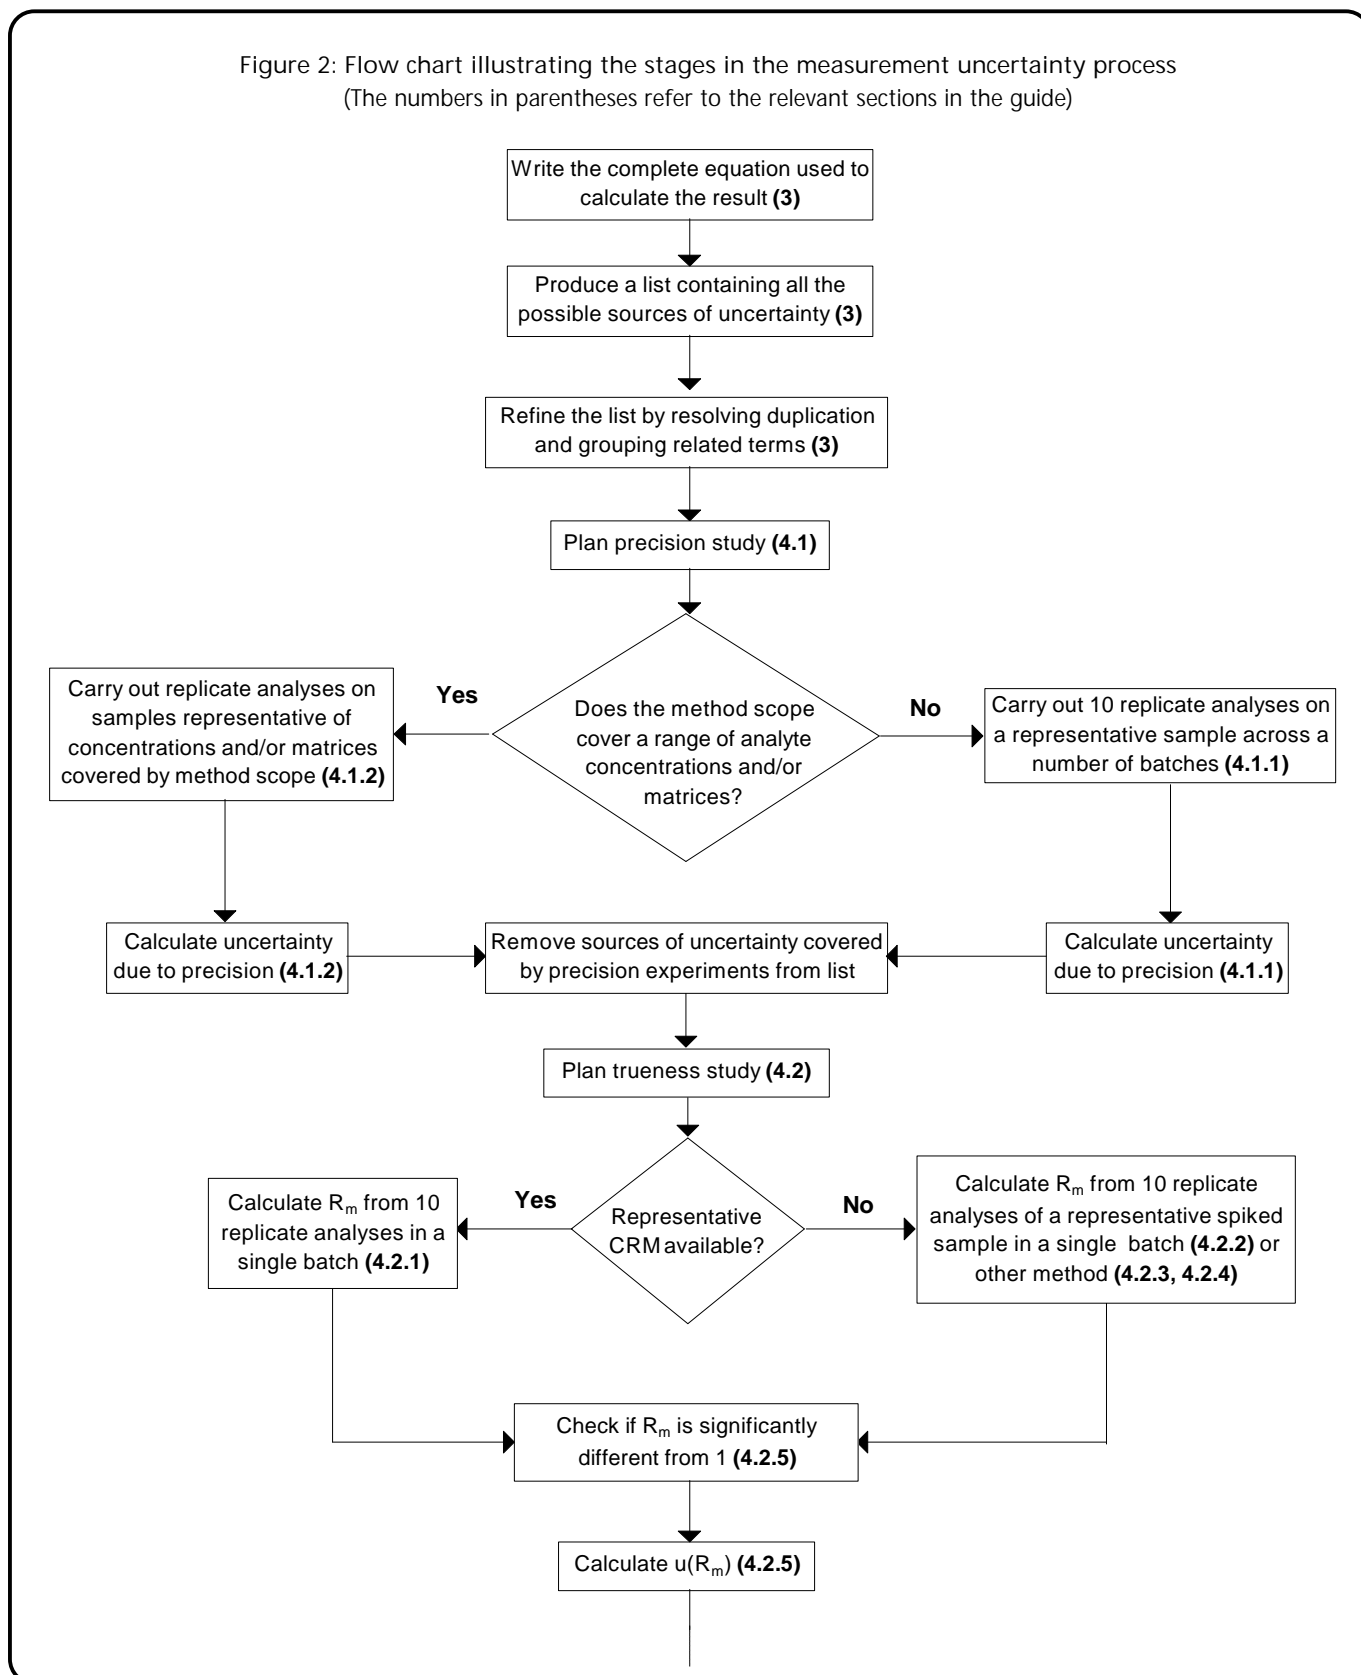 Figure 2: Flow chart illustrating the stages in the measurement uncertainty process
(The numbers in parentheses refer to the relevant sections in the guide)
Write the complete equation used to
calculate the result (3)
Produce a list containing all the
possible sources of uncertainty (3)
Refine the list by resolving duplication
and grouping related terms (3)
Plan precision study (4.1)
Does the method scope
cover a range of analyte
concentrations and/or
matrices?
Yes
No
Carry out replicate analyses on
samples representative of
concentrations and/or matrices
covered by method scope (4.1.2)
Carry out 10 replicate analyses on
a representative sample across a
number of batches (4.1.1)
Calculate uncertainty
due to precision (4.1.2)
Remove sources of uncertainty covered
by precision experiments from list
Calculate uncertainty
due to precision (4.1.1)
Plan trueness study (4.2)
Representative
CRM available?
Yes
No
Calculate Rm from 10
replicate analyses in a
single batch (4.2.1)
Calculate Rm from 10 replicate
analyses of a representative spiked
sample in a single batch (4.2.2) or
other method (4.2.3, 4.2.4)
Check if Rm is significantly
different from 1 (4.2.5)
Calculate u(Rm) (4.2.5)